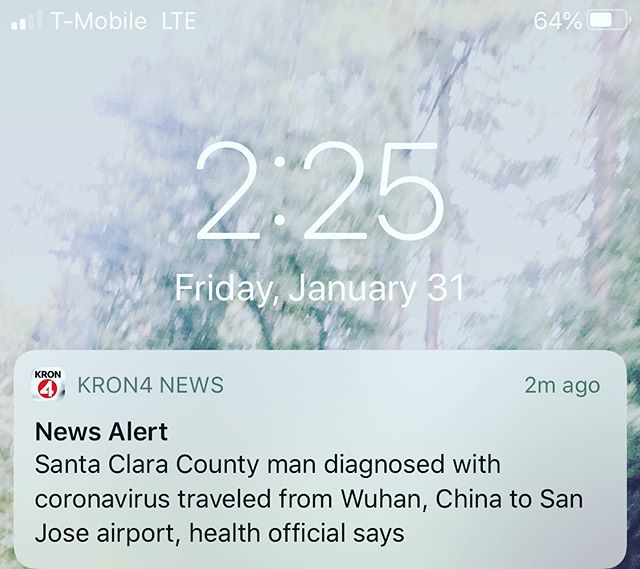 T-Mobile LTE 64%
2:25
Friday, January 31
KRON 4 KRON4 NEWS 2m ago
News Alert
Santa Clara County man diagnosed with
coronavirus traveled from Wuhan, China to San
Jose airport, health official says